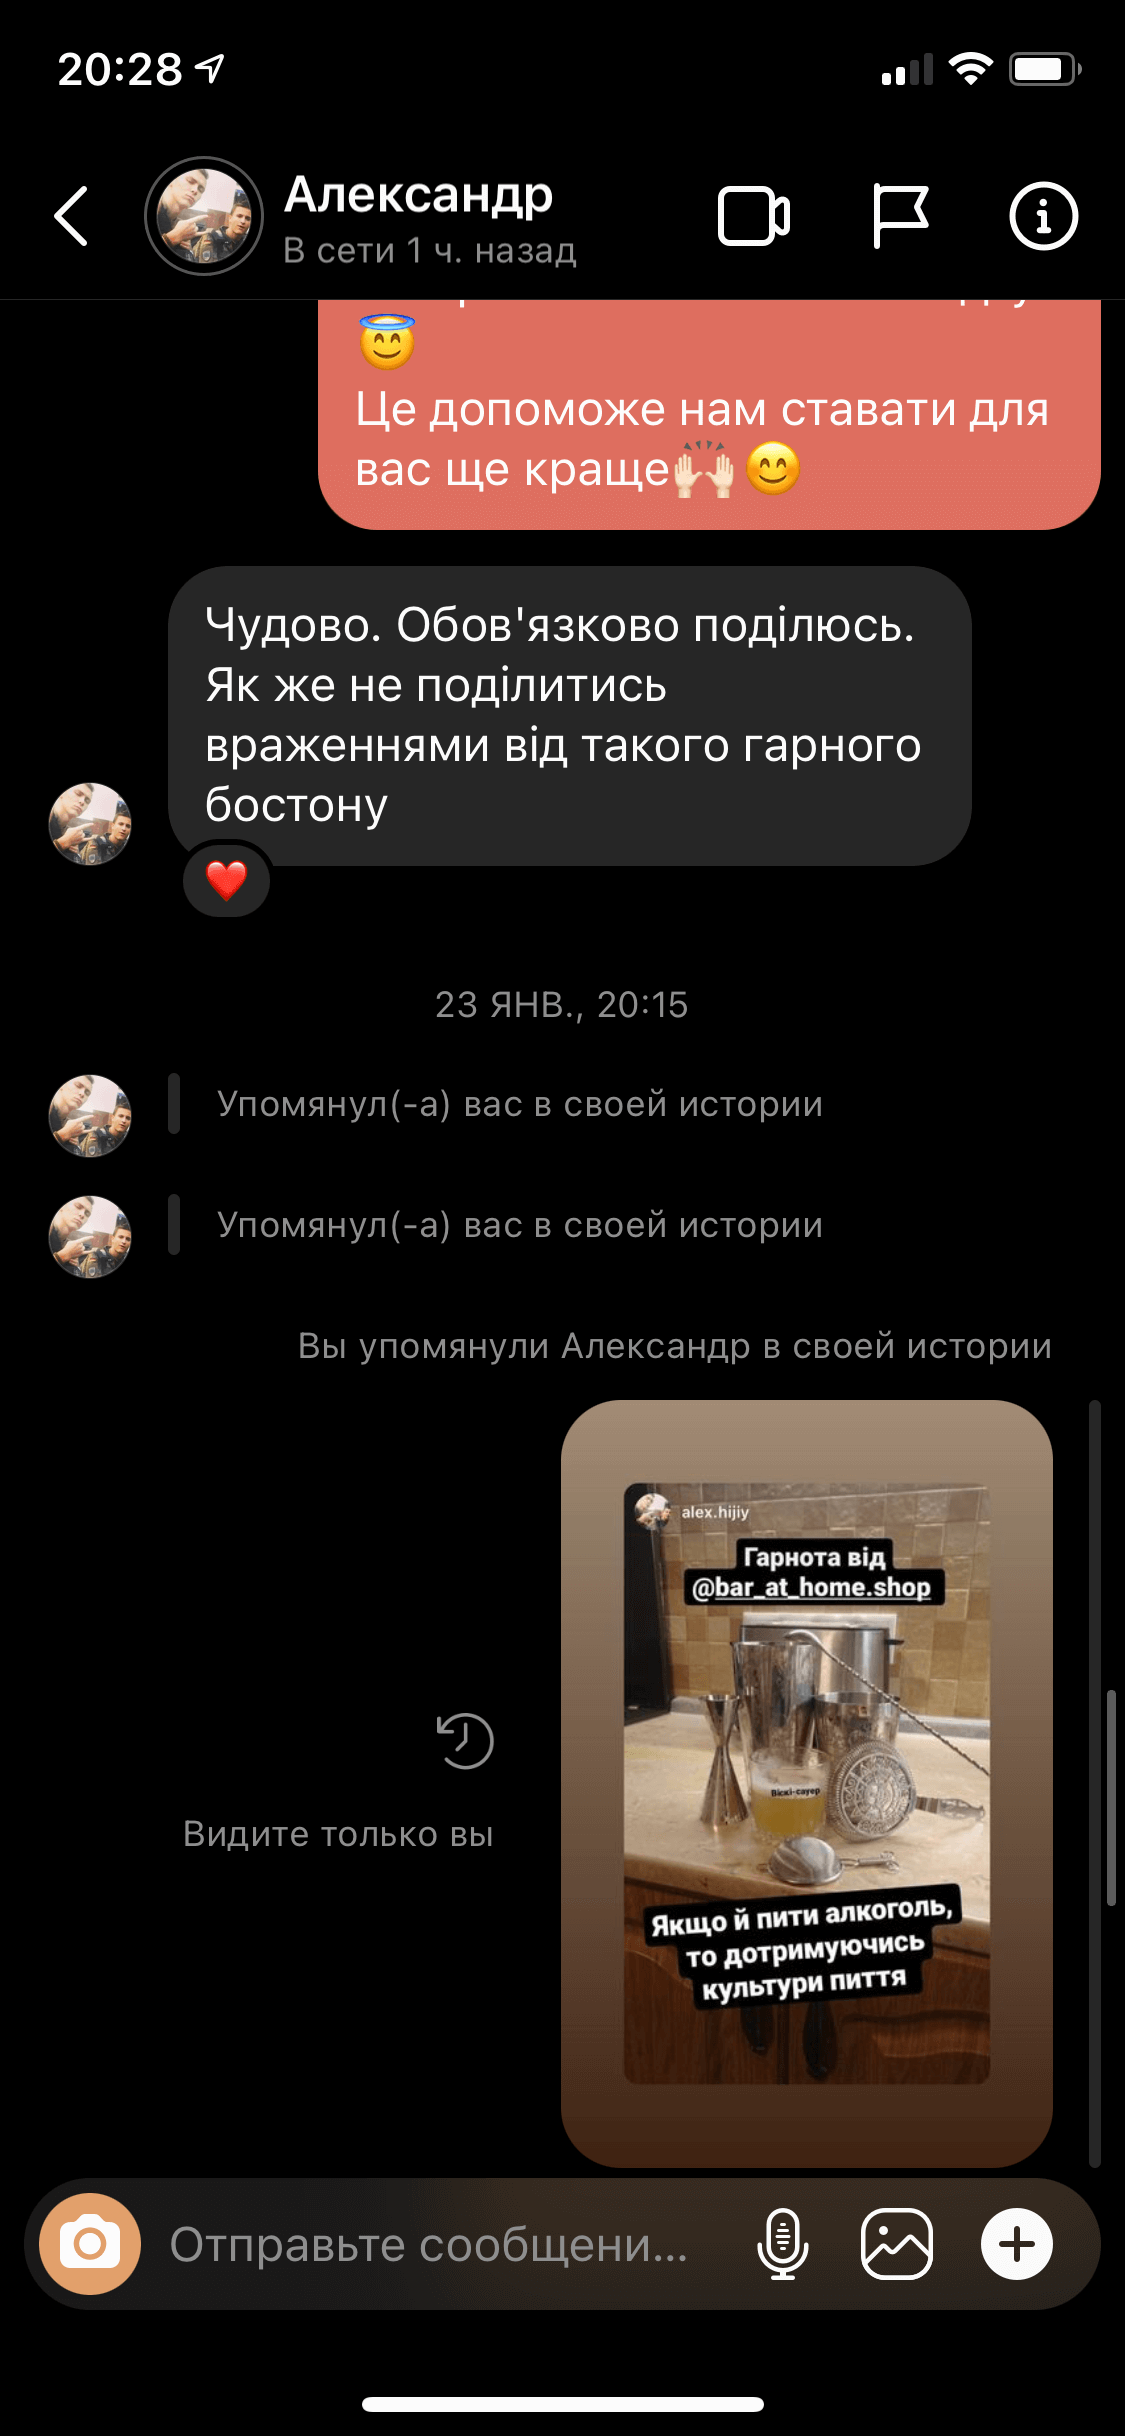 20:28
Александр
В сети 1 ч. назад
Це допоможе нам ставати для
вас ще краще
Чудово. Обов'язково поділюсь.
Як же не поділитись
враженнями від такого гарного
бостону
23 ЯНВ., 20:15
Упомянул(-а) вас в своей истории
Упомянул(-а) вас в своей истории
Вы упомянули Александр в своей истории
alex.hijiy
Гарнота від
@bar_at_home.shop
Віскі-сауер
Видите только вы
Якщо й пити алкоголь,
то дотримуючись
культури пиття
Отправьте сообщени...